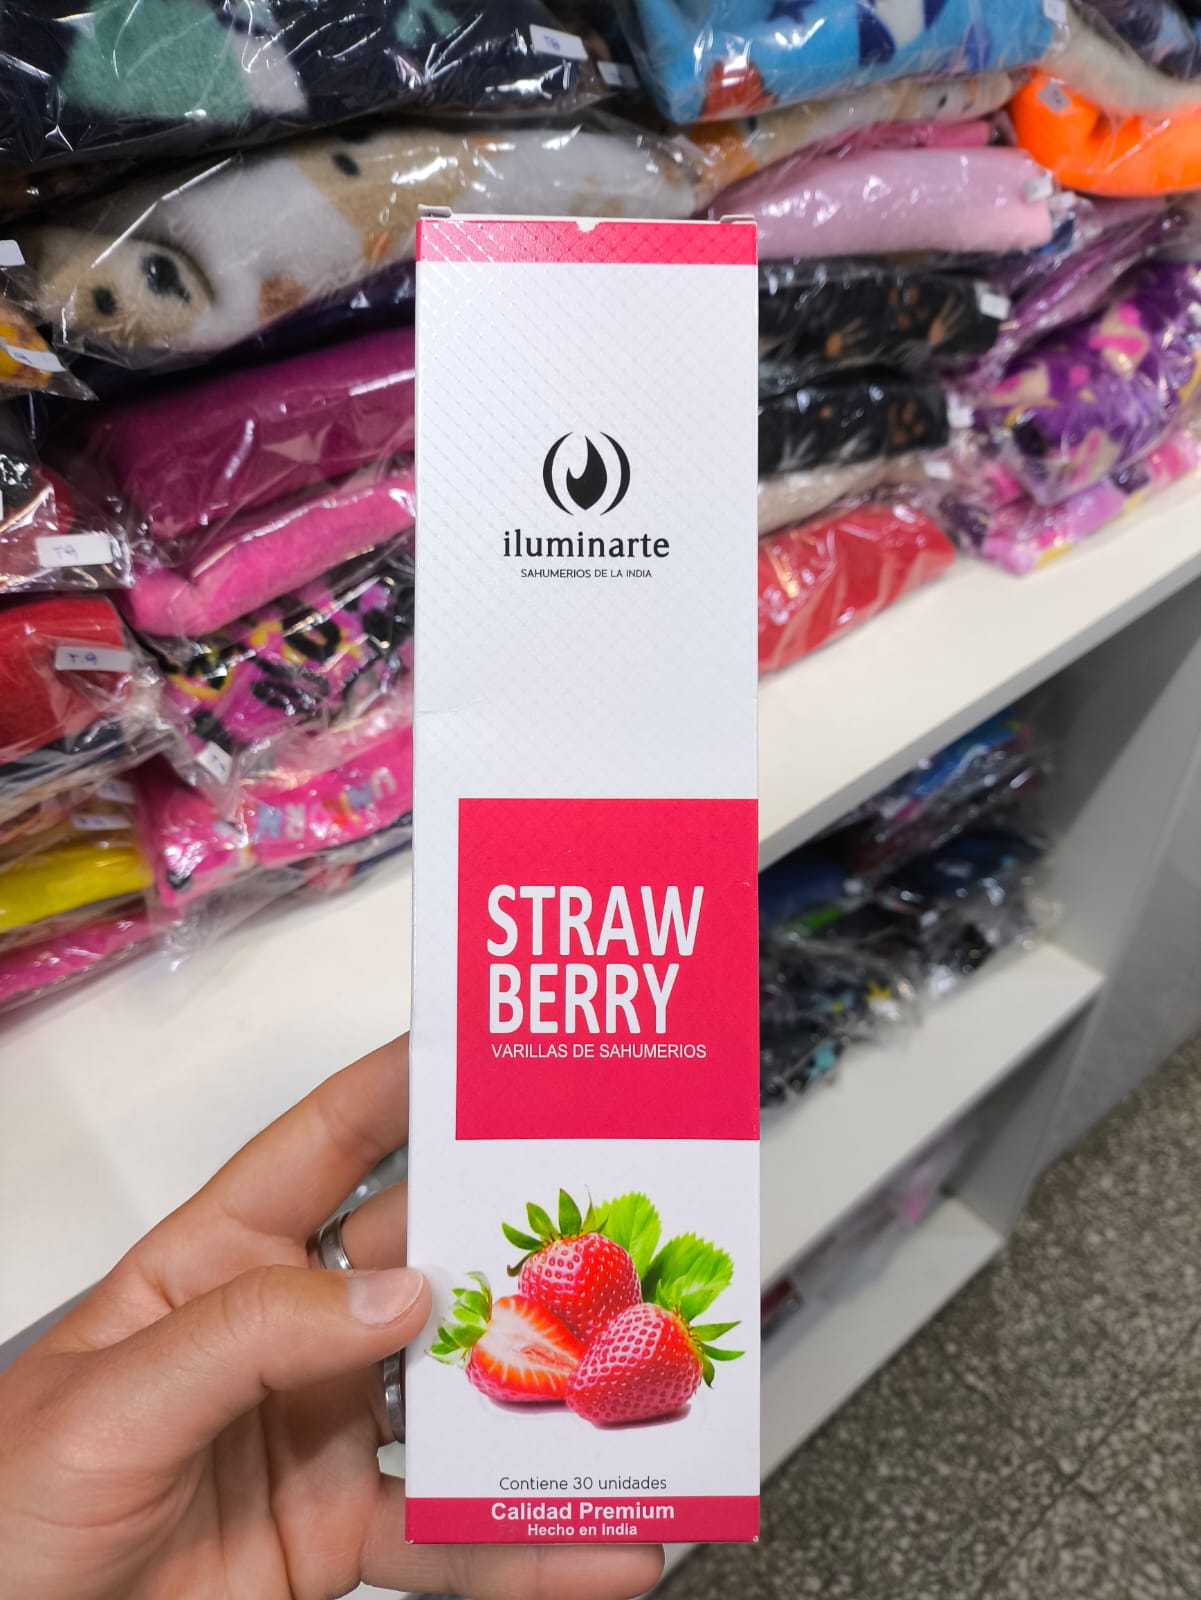 iluminarte
SAHUMERIOS DE LA INDIA
STRAW
BERRY
VARILLAS DE SAHUMERIOS
Contiene 30 unidades
Calidad Premium
Hecho en India